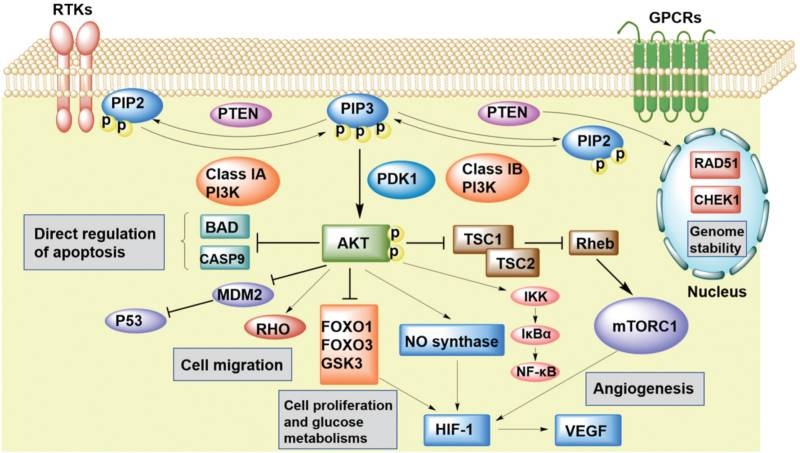 RTKs
GPCRs
PIP2
p p
PTEN
PIP3
p p p
PTEN
PIP2
p p
RAD51
CHEK1
Genome
stability
Nucleus
Class IA
PI3K
PDK1
Class IB
PI3K
Direct regulation
of apoptosis
BAD
CASP9
AKT
p
p
TSC1
TSC2
Rheb
MDM2
P53
RHO
FOXO1
FOXO3
GSK3
NO synthase
IKK
IκBα
NF-κB
mTORC1
Cell migration
Cell proliferation
and glucose
metabolisms
Angiogenesis
HIF-1
VEGF